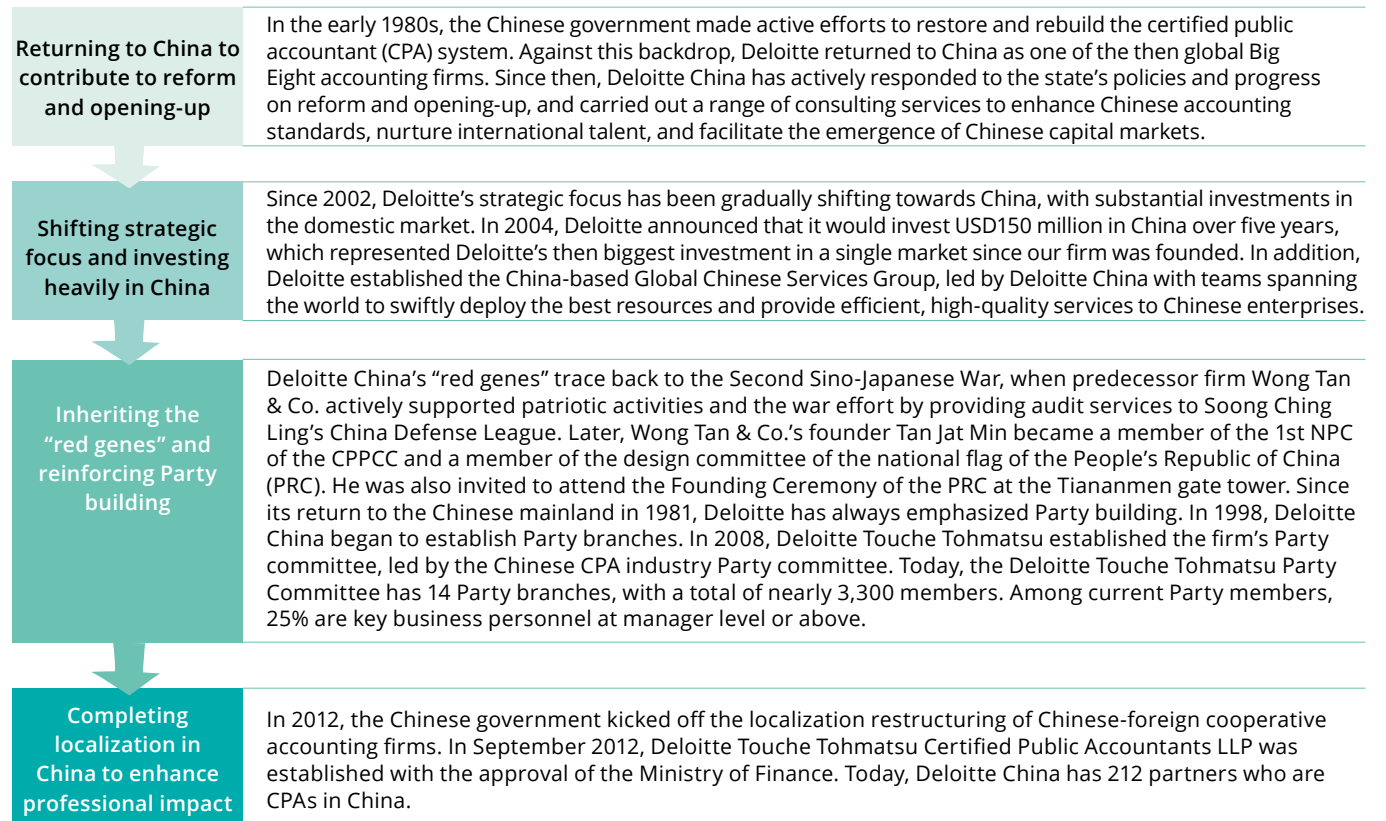 Returning to China to
contribute to reform
and opening-up
In the early 1980s, the Chinese government made active efforts to restore and rebuild the certified public
accountant (CPA) system. Against this backdrop, Deloitte returned to China as one of the then global Big
Eight accounting firms. Since then, Deloitte China has actively responded to the state’s policies and progress
on reform and opening-up, and carried out a range of consulting services to enhance Chinese accounting
standards, nurture international talent, and facilitate the emergence of Chinese capital markets.
Shifting strategic
focus and investing
heavily in China
Since 2002, Deloitte’s strategic focus has been gradually shifting towards China, with substantial investments in
the domestic market. In 2004, Deloitte announced that it would invest USD150 million in China over five years,
which represented Deloitte’s then biggest investment in a single market since our firm was founded. In addition,
Deloitte established the China-based Global Chinese Services Group, led by Deloitte China with teams spanning
the world to swiftly deploy the best resources and provide efficient, high-quality services to Chinese enterprises.
Inheriting the
“red genes” and
reinforcing Party
building
Deloitte China’s “red genes” trace back to the Second Sino-Japanese War, when predecessor firm Wong Tan
& Co. actively supported patriotic activities and the war effort by providing audit services to Soong Ching
Ling’s China Defense League. Later, Wong Tan & Co.’s founder Tan Jat Min became a member of the 1st NPC
of the CPPCC and a member of the design committee of the national flag of the People’s Republic of China
(PRC). He was also invited to attend the Founding Ceremony of the PRC at the Tiananmen gate tower. Since
its return to the Chinese mainland in 1981, Deloitte has always emphasized Party building. In 1998, Deloitte
China began to establish Party branches. In 2008, Deloitte Touche Tohmatsu established the firm’s Party
committee, led by the Chinese CPA industry Party committee. Today, the Deloitte Touche Tohmatsu Party
Committee has 14 Party branches, with a total of nearly 3,300 members. Among current Party members,
25% are key business personnel at manager level or above.
Completing
localization in
China to enhance
professional impact
In 2012, the Chinese government kicked off the localization restructuring of Chinese-foreign cooperative
accounting firms. In September 2012, Deloitte Touche Tohmatsu Certified Public Accountants LLP was
established with the approval of the Ministry of Finance. Today, Deloitte China has 212 partners who are
CPAs in China.